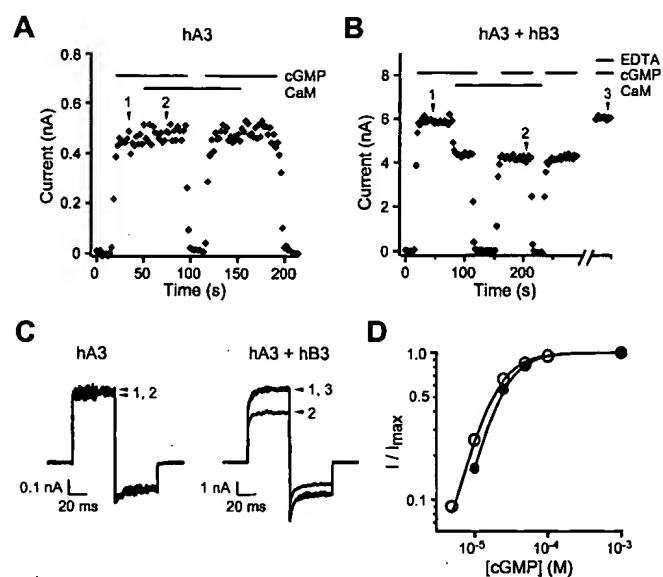 A
hA3
cGMP
CaM
1
2
Current (nA)
0.8
0.6
0.4
0.2
0
0
50
100
150
200
Time (s)
B
hA3 + hB3
EDTA
cGMP
CaM
1
2
3
Current (nA)
8
6
4
2
0
0
100
200
Time (s)
C
hA3
1, 2
0.1 nA
20 ms
hA3 + hB3
1, 3
2
1 nA
20 ms
D
I / Imax
1.0
0.5
0.1
10-5
10-4
10-3
[cGMP] (M)